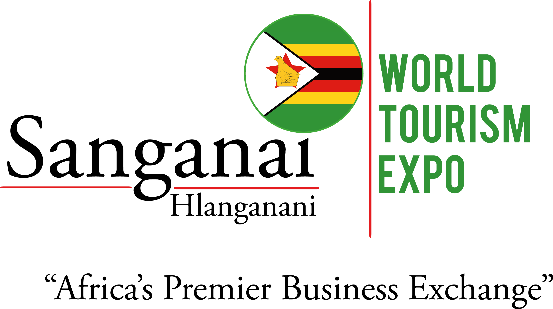 Sanganai
Hlanganani
WORLD
TOURISM
EXPO
“Africa’s Premier Business Exchange”